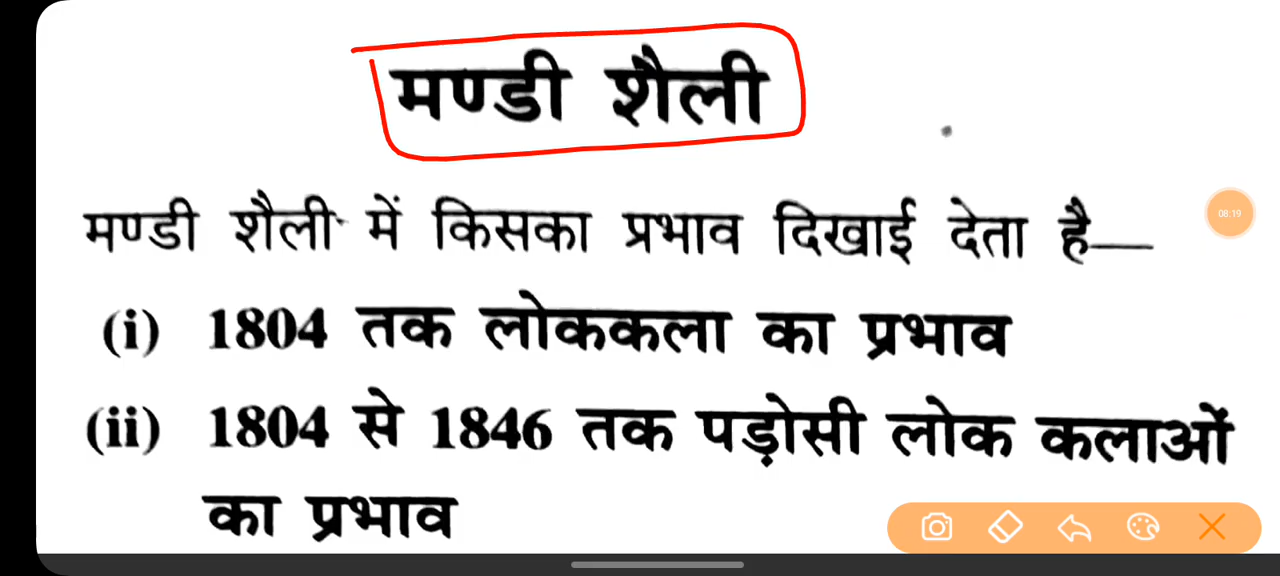 मण्डी शैली
मण्डी शैली में किसका प्रभाव दिखाई देता है—
(i) 1804 तक लोककला का प्रभाव
(ii) 1804 से 1846 तक पड़ोसी लोक कलाओं
का प्रभाव
08:19